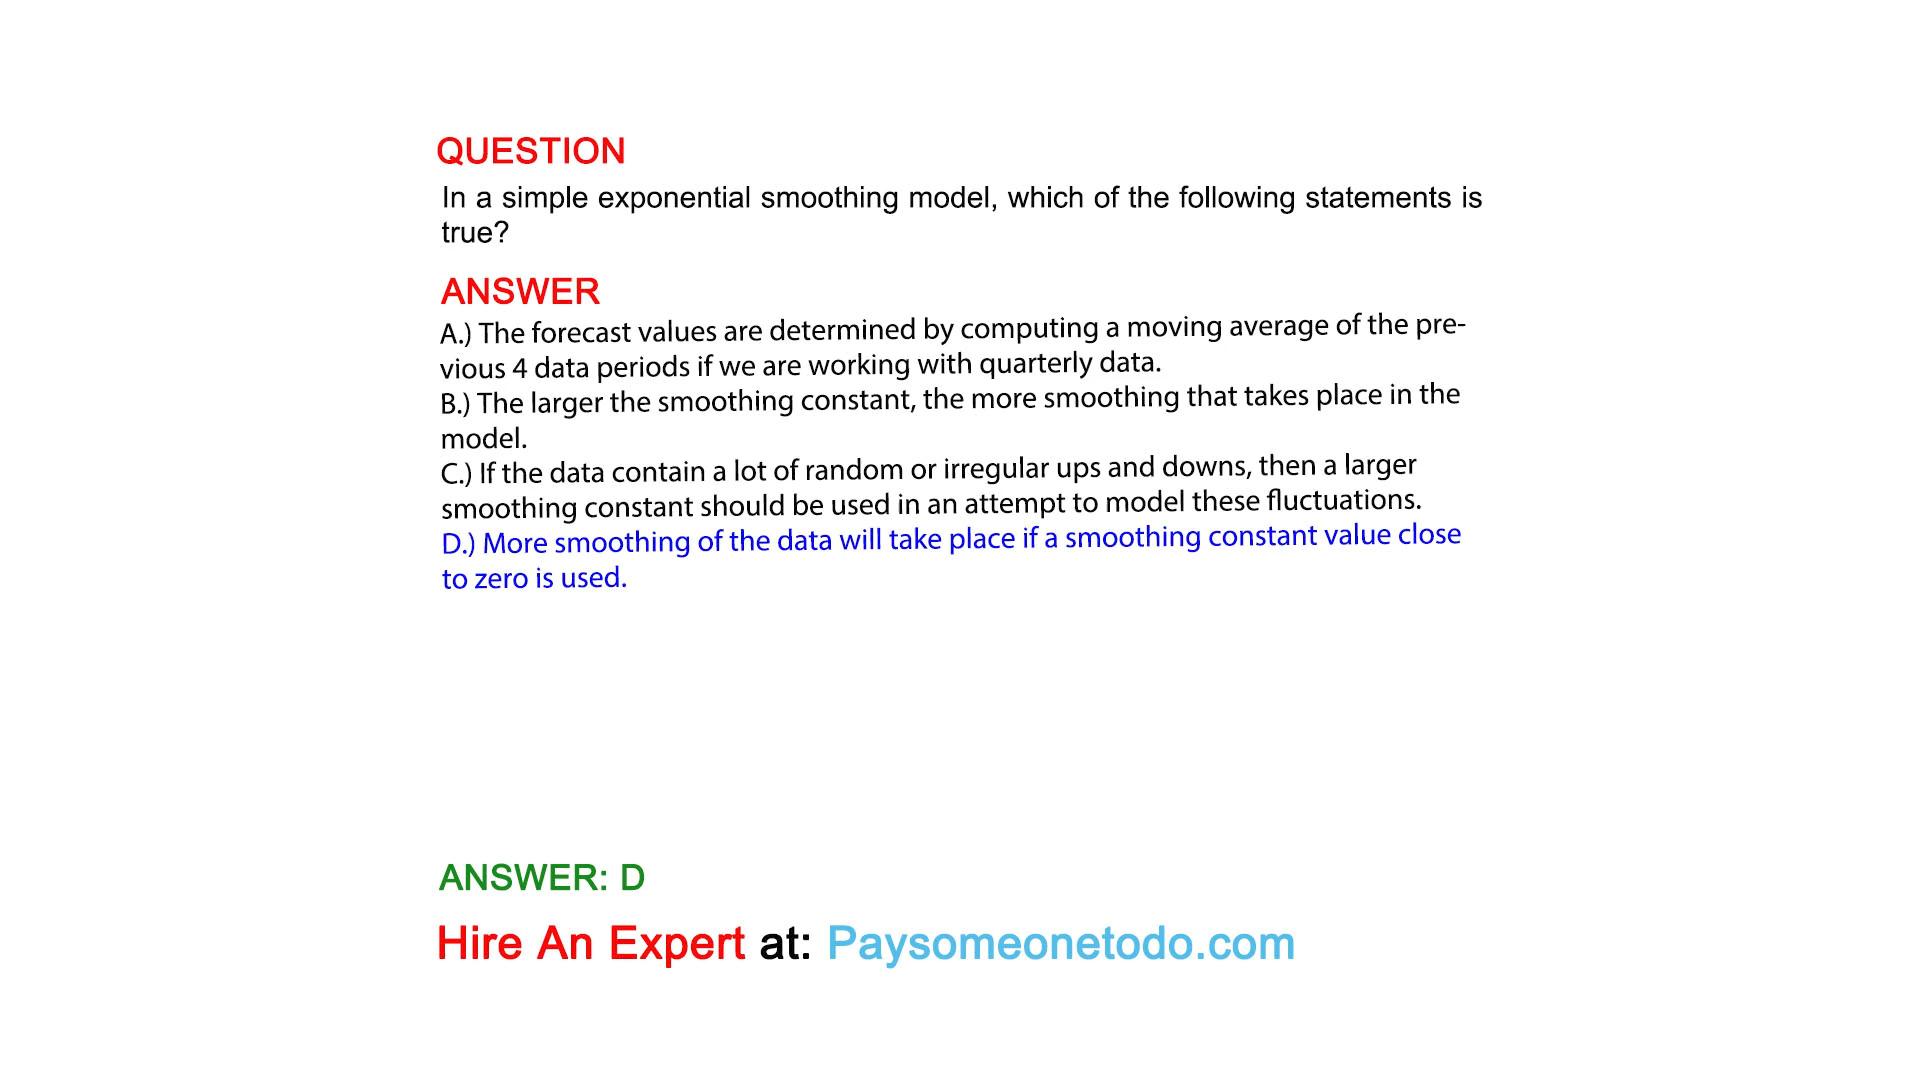 QUESTION
In a simple exponential smoothing model, which of the following statements is
true?
ANSWER
A.) The forecast values are determined by computing a moving average of the pre-
vious 4 data periods if we are working with quarterly data.
B.) The larger the smoothing constant, the more smoothing that takes place in the
model.
C.) If the data contain a lot of random or irregular ups and downs, then a larger
smoothing constant should be used in an attempt to model these fluctuations.
D.) More smoothing of the data will take place if a smoothing constant value close
to zero is used.
ANSWER: D
Hire An Expert at: Paysomeonetodo.com